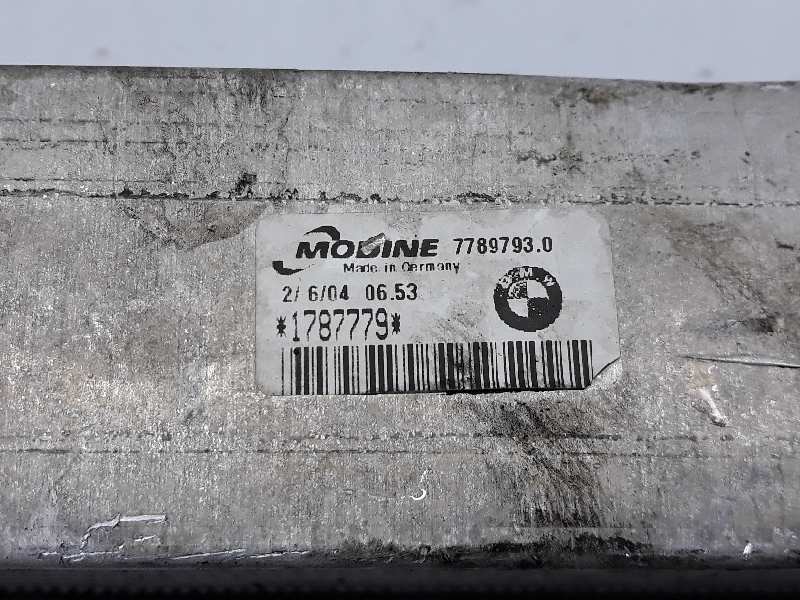 MODINE 7789793.0
Made in Germany
2/ 6/04 06.53
BMW
*1787779*